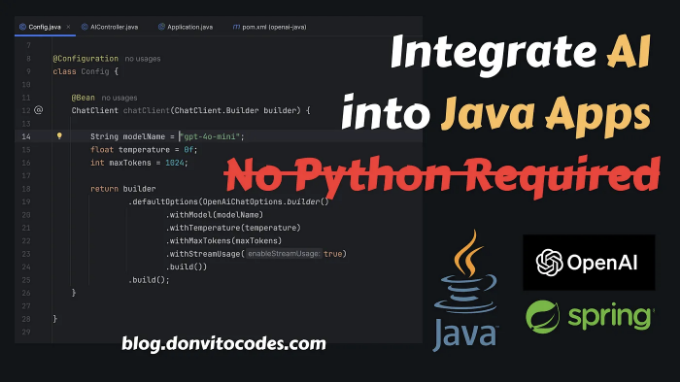 Config.java
AIController.java
Application.java
pom.xml (openai-java)
7
8 @Configuration no usages
9 class Config {
10
11 @Bean no usages
12 @ ChatClient chatClient(ChatClient.Builder builder) {
13
14 String modelName = "gpt-4o-mini";
15 float temperature = 0f;
16 int maxTokens = 1024;
17
18 return builder
19 .defaultOptions(OpenAiChatOptions.builder()
20 .withModel(modelName)
21 .withTemperature(temperature)
22 .withMaxTokens(maxTokens)
23 .withStreamUsage( enableStreamUsage: true)
24 .build())
25 .build();
26 }
27
28 }
29
Integrate AI
into Java Apps
No Python Required
Java
OpenAI
spring
blog.donvitocodes.com